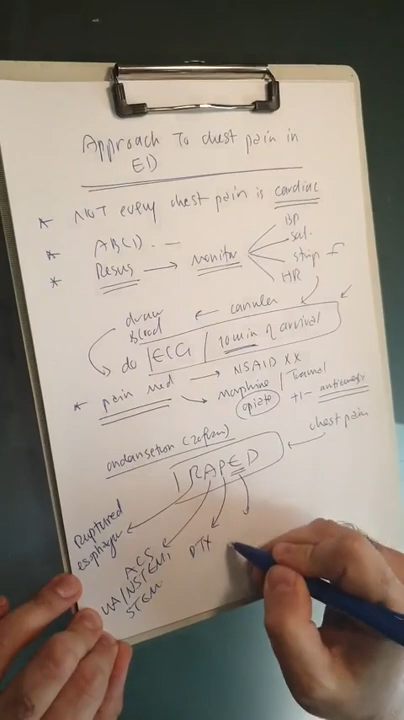 Approach To chest pain in
ED
* NOT every chest pain is cardiac
* ABCD. —
* Resus → monitor
BP
sat.
strip
HR
cannula
draw
blood
do ECG / 10min of arrival
* pain med → NSAID XX
morphine / Tramol
opiate
+/-
ondansetron (zofran)
chest pain
TRAPED
Ruptured
esophagus
ACS
UA/NSTEMI
STEMI
PTX